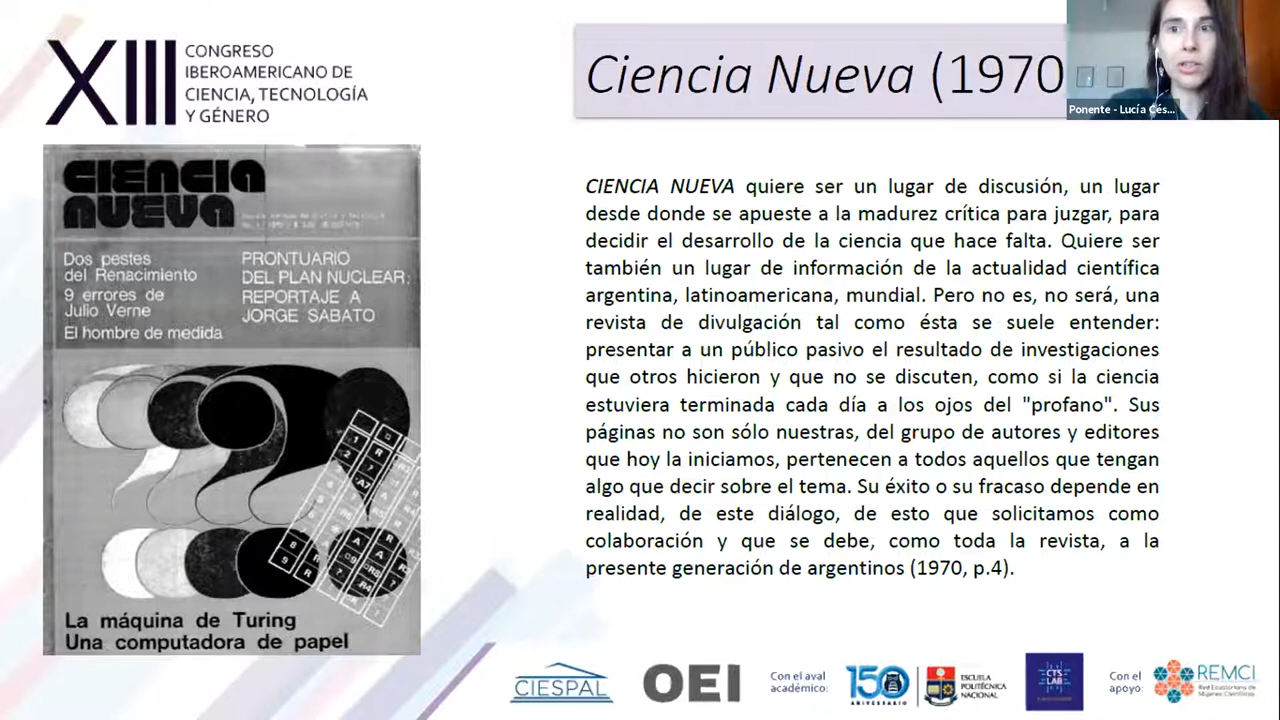 XIII
CONGRESO
IBEROAMERICANO DE
CIENCIA, TECNOLOGÍA
Y GÉNERO
Ciencia Nueva (1970
Ponente - Lucía Cés...
CIENCIA
NUEVA
Dos pestes
del Renacimiento
9 errores de
Julio Verne
El hombre de medida
PRONTUARIO
DEL PLAN NUCLEAR:
REPORTAJE A
JORGE SABATO
La máquina de Turing
Una computadora de papel
CIENCIA NUEVA quiere ser un lugar de discusión, un lugar
desde donde se apueste a la madurez crítica para juzgar, para
decidir el desarrollo de la ciencia que hace falta. Quiere ser
también un lugar de información de la actualidad científica
argentina, latinoamericana, mundial. Pero no es, no será, una
revista de divulgación tal como ésta se suele entender:
presentar a un público pasivo el resultado de investigaciones
que otros hicieron y que no se discuten, como si la ciencia
estuviera terminada cada día a los ojos del "profano". Sus
páginas no son sólo nuestras, del grupo de autores y editores
que hoy la iniciamos, pertenecen a todos aquellos que tengan
algo que decir sobre el tema. Su éxito o su fracaso depende en
realidad, de este diálogo, de esto que solicitamos como
colaboración y que se debe, como toda la revista, a la
presente generación de argentinos (1970, p.4).
CIESPAL
OEI
Con el aval
académico:
150
ANIVERSARIO
ESCUELA
POLITÉCNICA
NACIONAL
CTS
LAB
Con el
apoyo:
REMCI
Red Ecuatoriana de
Mujeres Científicas